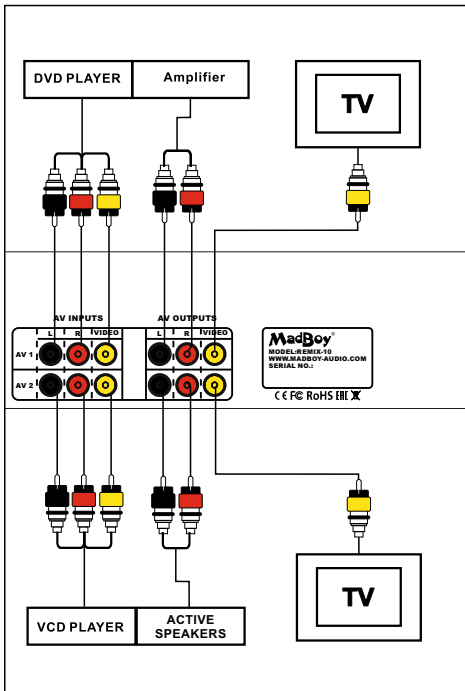 DVD PLAYER
Amplifier
TV
AV INPUTS
AV OUTPUTS
L R VIDEO
L R VIDEO
AV 1
AV 2
MadBoy®
MODEL:REMIX-10
WWW.MADBOY-AUDIO.COM
SERIAL NO.:
CE FC RoHS EAC
VCD PLAYER
ACTIVE
SPEAKERS
TV